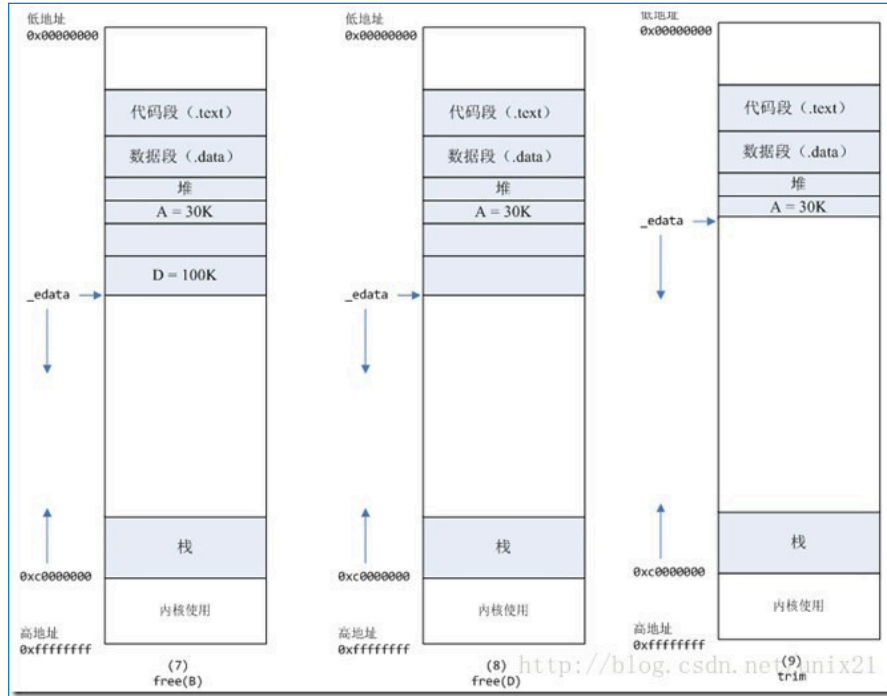 低地址
0x00000000
代码段（.text）
数据段（.data）
堆
A = 30K
D = 100K
_edata
栈
0xc0000000
内核使用
高地址
0xffffffff
(7)
free(B)
低地址
0x00000000
代码段（.text）
数据段（.data）
堆
A = 30K
_edata
栈
0xc0000000
内核使用
高地址
0xffffffff
(8)
free(D)
低地址
0x00000000
代码段（.text）
数据段（.data）
堆
A = 30K
_edata
栈
0xc0000000
内核使用
高地址
0xffffffff
(9)
trim
http://blog.csdn.net/unix21